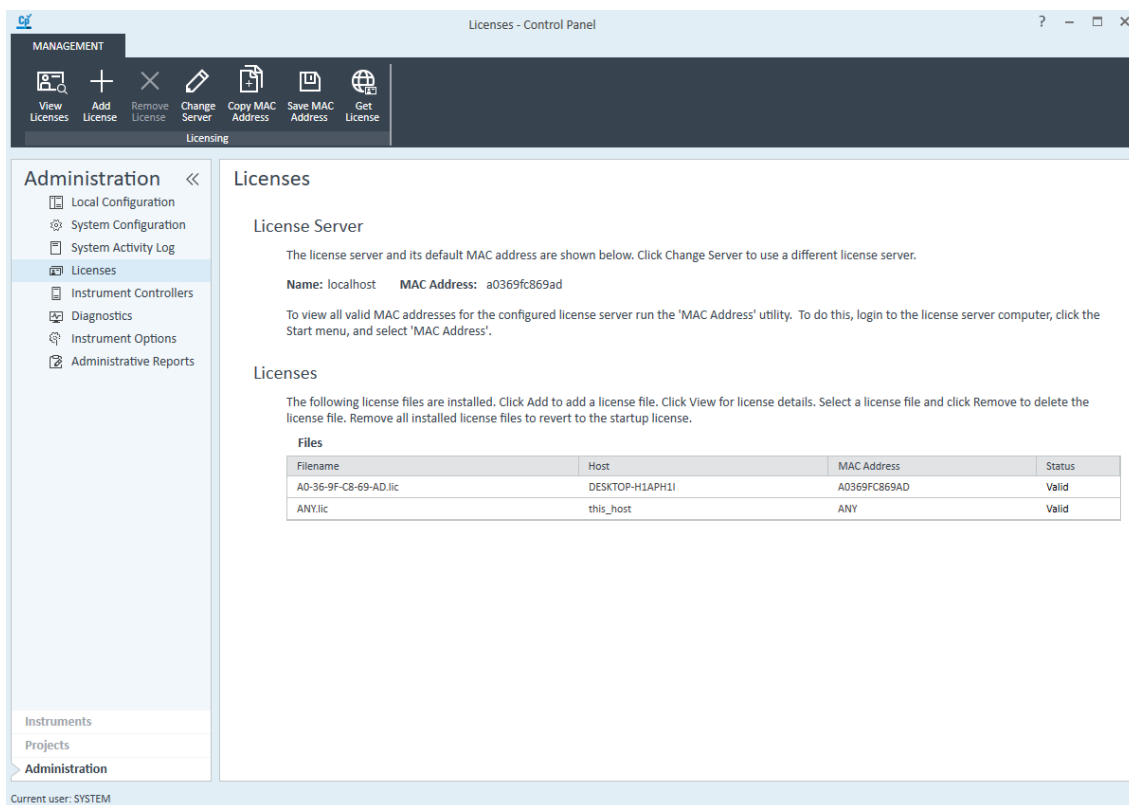 Cp
Licenses - Control Panel
?
MANAGEMENT
View Licenses
Add License
Remove License
Change Server
Copy MAC Address
Save MAC Address
Get License
Licensing
Administration
Local Configuration
System Configuration
System Activity Log
Licenses
Instrument Controllers
Diagnostics
Instrument Options
Administrative Reports
Instruments
Projects
Administration
Licenses
License Server
The license server and its default MAC address are shown below. Click Change Server to use a different license server.
Name: localhost MAC Address: a0369fc869ad
To view all valid MAC addresses for the configured license server run the 'MAC Address' utility. To do this, login to the license server computer, click the
Start menu, and select 'MAC Address'.
Licenses
The following license files are installed. Click Add to add a license file. Click View for license details. Select a license file and click Remove to delete the
license file. Remove all installed license files to revert to the startup license.
Files
Filename Host MAC Address Status
A0-36-9F-C8-69-AD.lic DESKTOP-H1APH1I A0369FC869AD Valid
ANY.lic this_host ANY Valid
Current user: SYSTEM